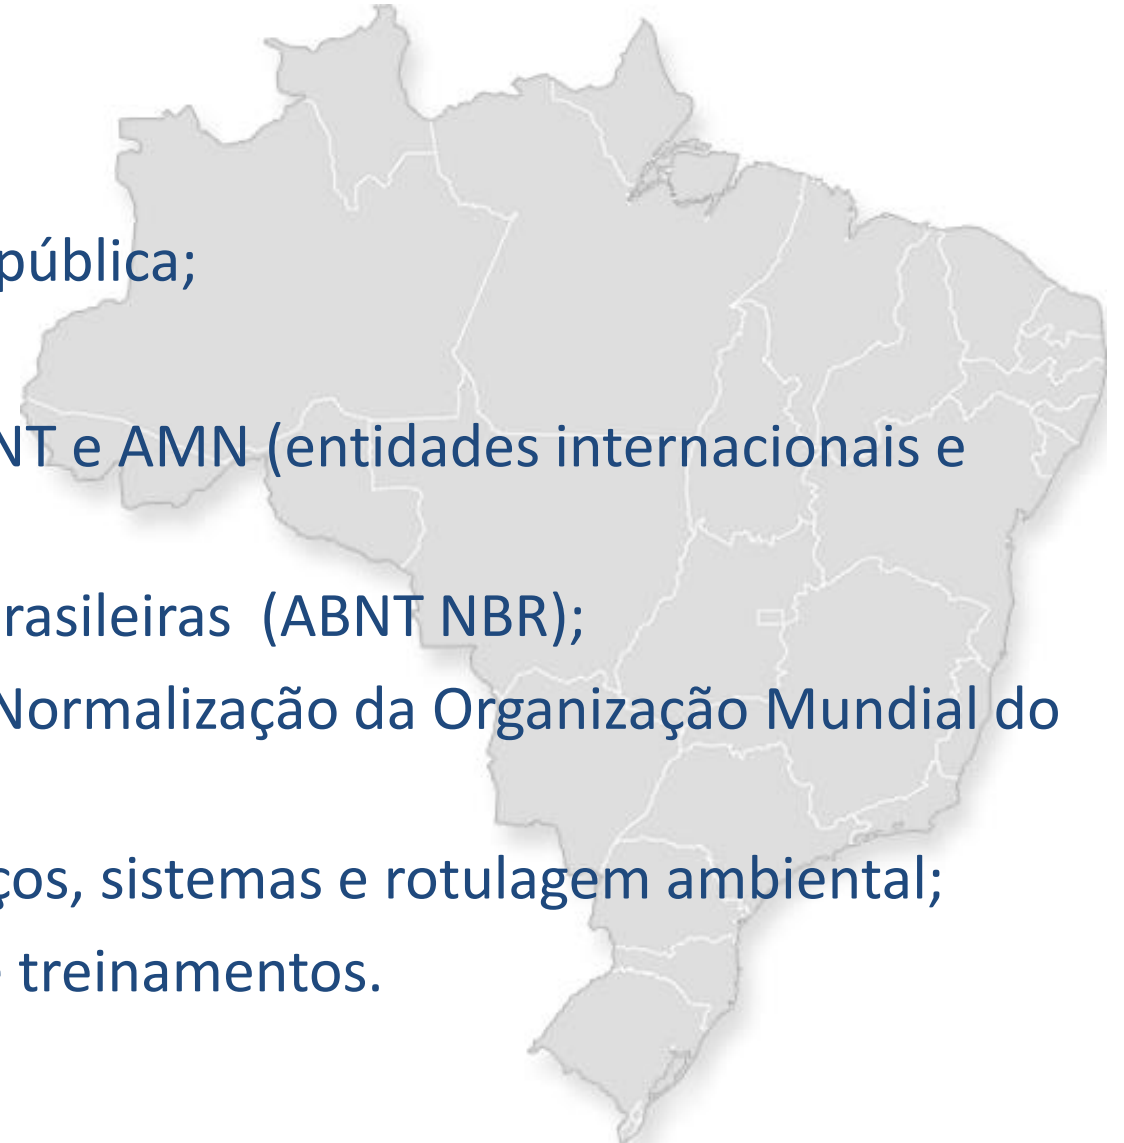 pública;
NT e AMN (entidades internacionais e
rasileiras (ABNT NBR);
Normalização da Organização Mundial do
ços, sistemas e rotulagem ambiental;
e treinamentos.